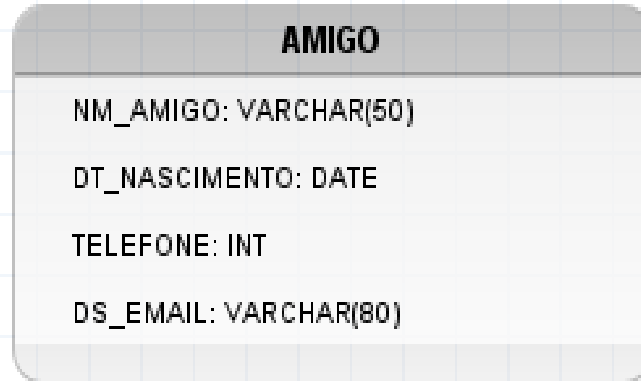 AMIGO
NM_AMIGO: VARCHAR(50)
DT_NASCIMENTO: DATE
TELEFONE: INT
DS_EMAIL: VARCHAR(80)